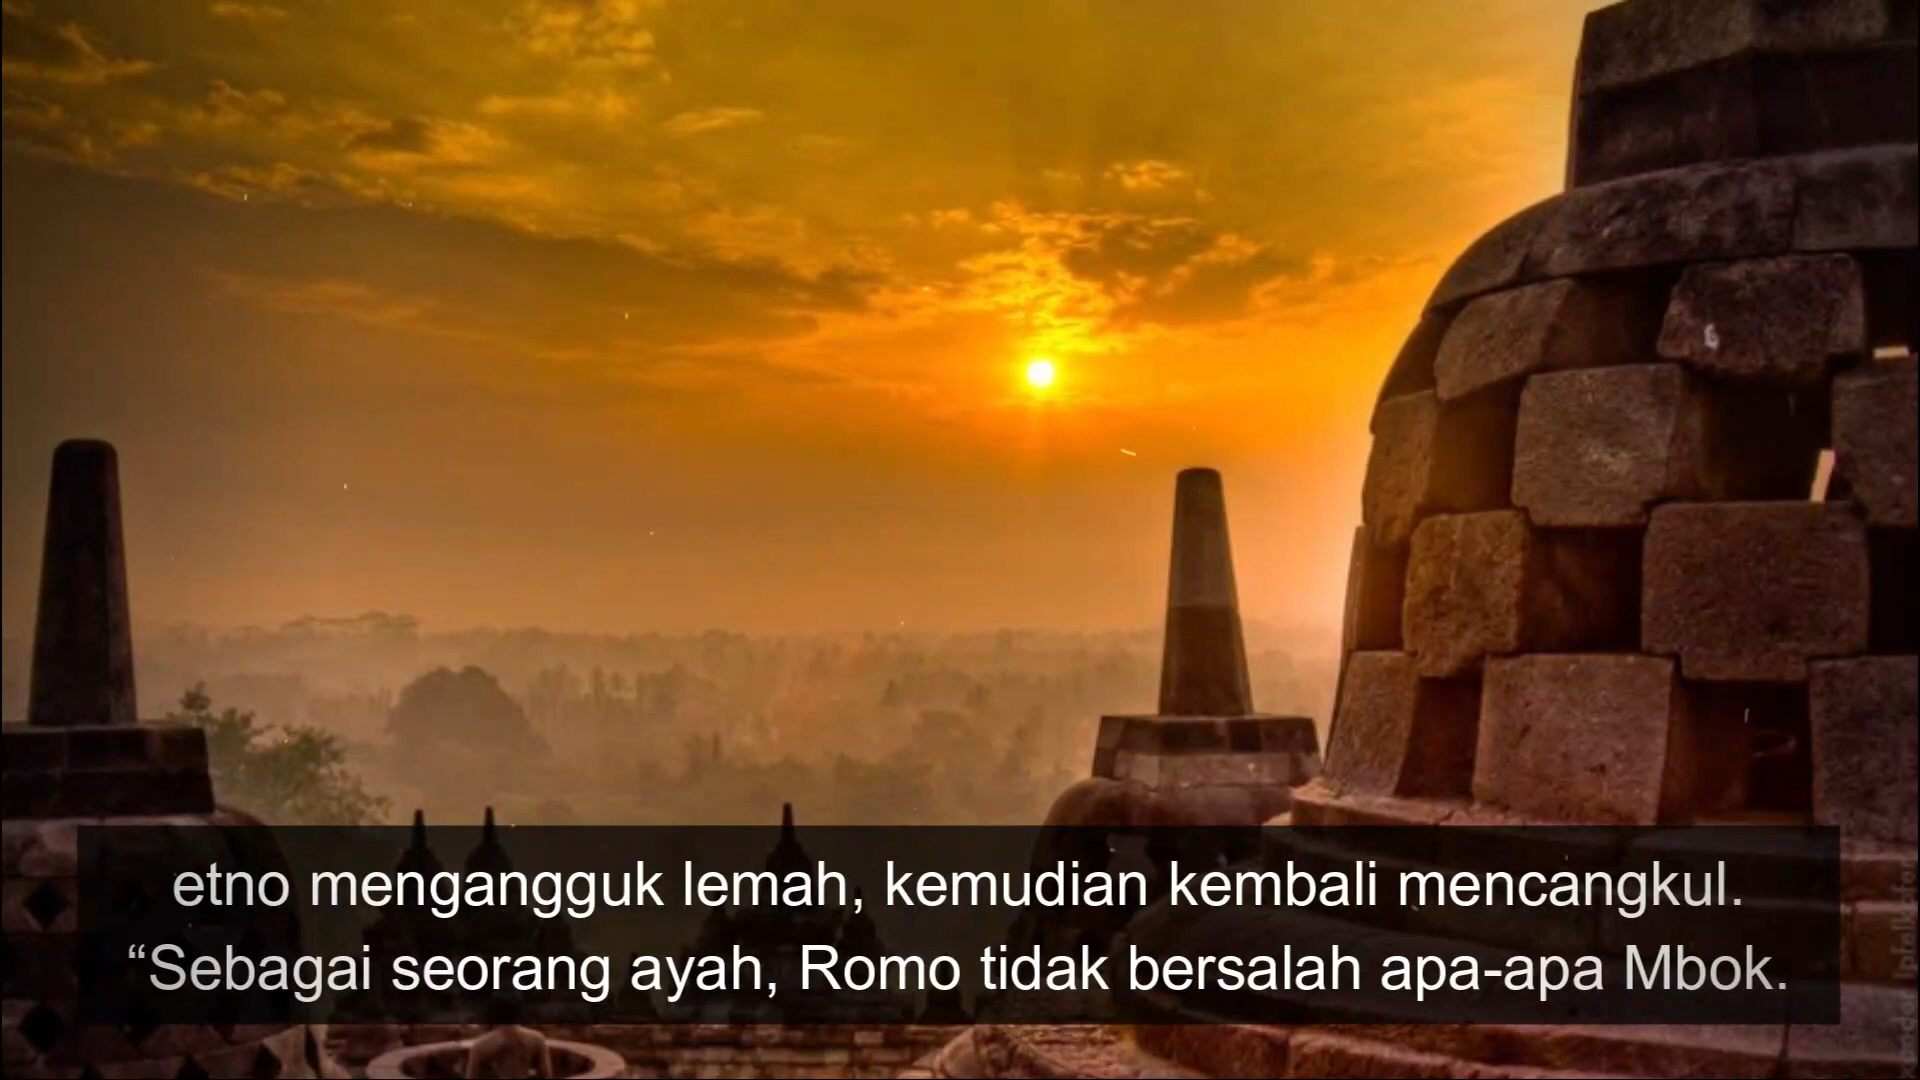 etno mengangguk lemah, kemudian kembali mencangkul.
“Sebagai seorang ayah, Romo tidak bersalah apa-apa Mbok.